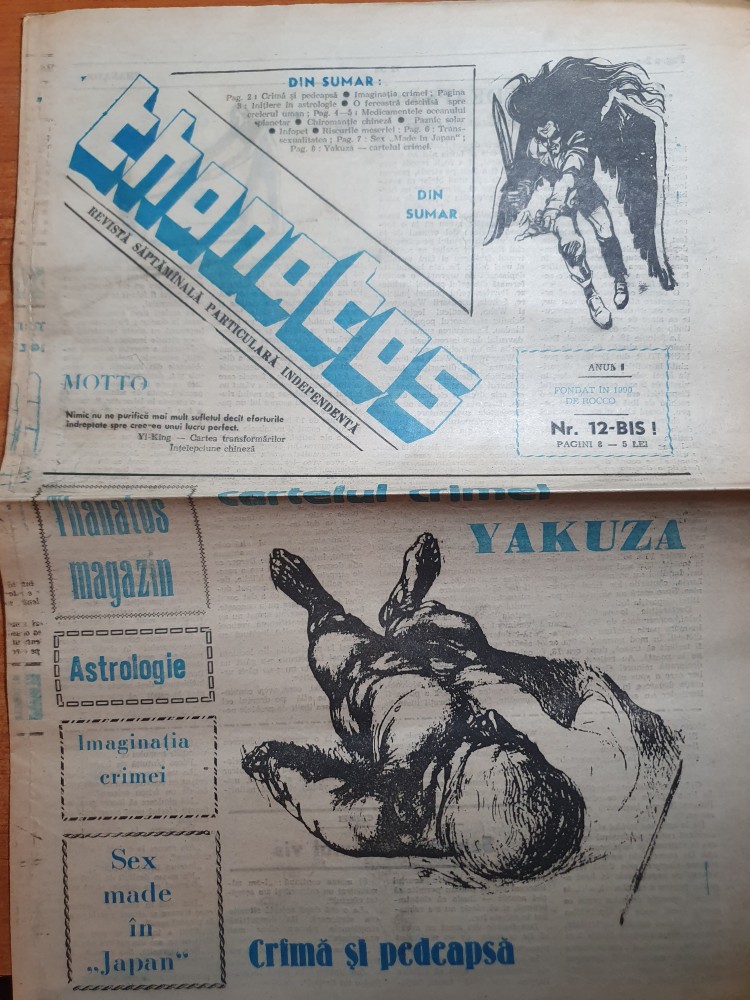 DIN SUMAR :
Pag. 2 : Crimă și pedeapsă ● Imaginația crimei ; Pagina
3 : Inițiere în astrologie ● O fereastră deschisă spre
creierul uman ; Pag. 4—5 : Medicamentele oceanului
planetar ● Chiromanție chineză ● Paznic solar
● Infopet ● Riscurile meseriei ; Pag. 6 : Trans-
sexualitatea ; Pag. 7 : Sex „Made in Japan" ;
Pag. 8 : Yakuza — cartelul crimei.
DIN
SUMAR
thanatos
REVISTĂ SĂPTĂMÎNALĂ PARTICULARĂ INDEPENDENTĂ
MOTTO
Nimic nu ne purifică mai mult sufletul decît eforturile
îndreptate spre crearea unui lucru perfect.
Yi-King — Cartea transformărilor
Înțelepciune chineză
ANUL I
FONDAT ÎN 1990
DE ROCCO
Nr. 12-BIS !
PAGINI 8 — 5 LEI
cartelul crimei
YAKUZA
Thanatos
magazin
Astrologie
Imaginația
crimei
Sex
made
în
„Japan"
Crimă și pedeapsă